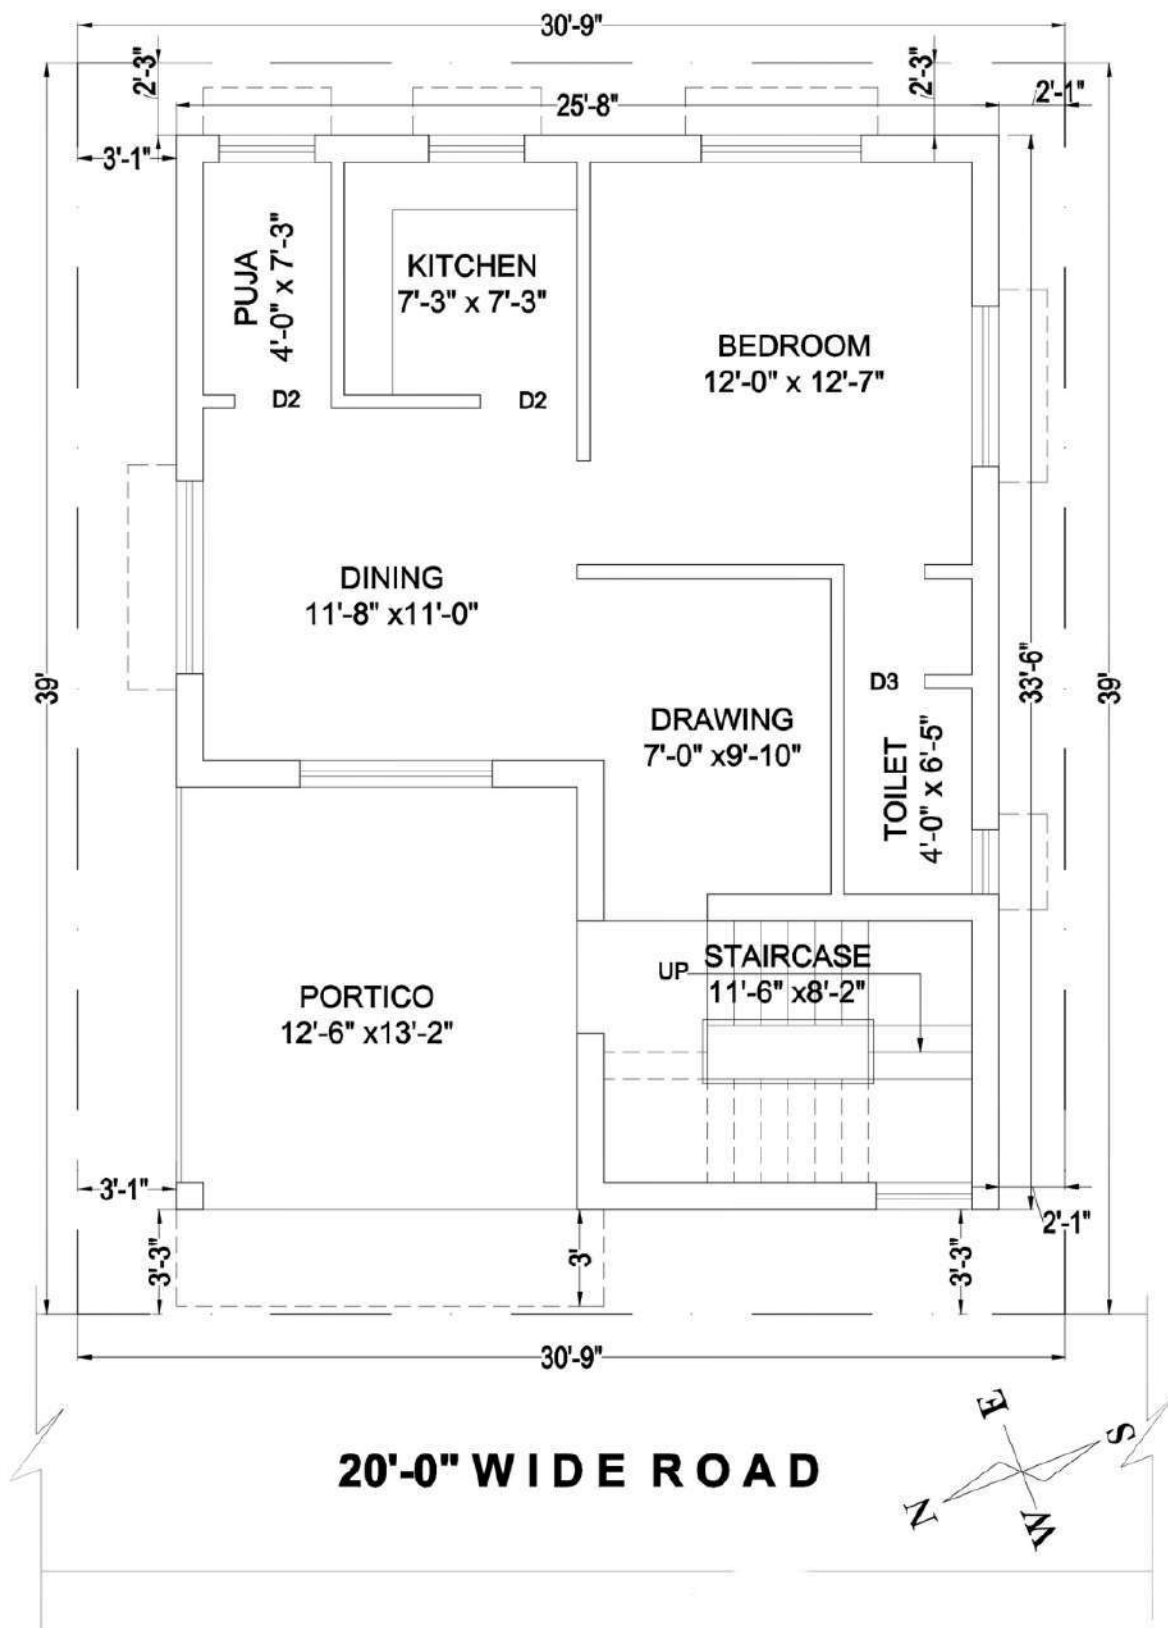 30'-9"
2'-3"
2'-3"
25'-8"
2'-1"
3'-1"
PUJA
4'-0" x 7'-3"
KITCHEN
7'-3" x 7'-3"
BEDROOM
12'-0" x 12'-7"
D2
D2
DINING
11'-8" x11'-0"
39'
33'-6"
39'
D3
DRAWING
7'-0" x9'-10"
TOILET
4'-0" x 6'-5"
UP
STAIRCASE
11'-6" x8'-2"
PORTICO
12'-6" x13'-2"
3'-1"
2'-1"
3'-3"
3'
3'-3"
30'-9"
E
S
20'-0" WIDE ROAD
N
W